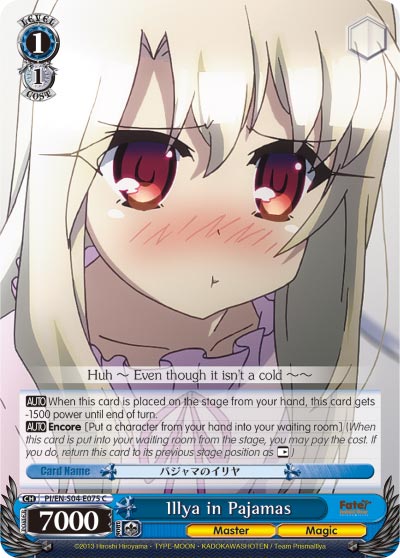 LEVEL
1
1
COST
Huh ～ Even though it isn't a cold ～～
AUTO When this card is placed on the stage from your hand, this card gets
-1500 power until end of turn.
AUTO Encore [Put a character from your hand into your waiting room] (When
this card is put into your waiting room from the stage, you may pay the cost. If
you do, return this card to its previous stage position as )
Card Name パジャマのイリヤ
CH PI/EN-S04-E075 C
7000
Illya in Pajamas
Fate
Master Magic
©2013 Hiroshi Hiroyama・TYPE-MOON・KADOKAWASHOTEN / Team Prismalllya